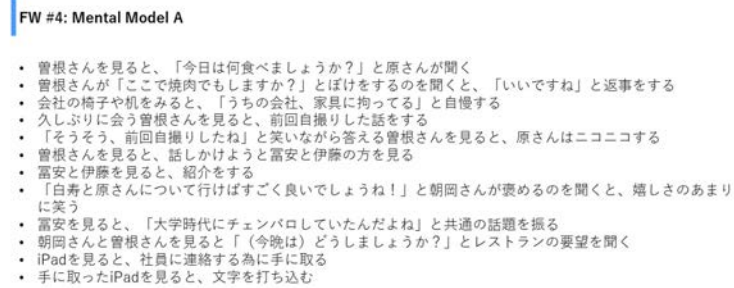 FW #4: Mental Model A
• 曽根さんを見ると、「今日は何食べましょうか？」と原さんが聞く
• 曽根さんが「ここで焼肉でもしますか？」とぼけをするのを聞くと、「いいですね」と返事をする
• 会社の椅子や机をみると、「うちの会社、家具に拘ってる」と自慢する
• 久しぶりに会う曽根さんを見ると、前回自撮りした話をする
• 「そうそう、前回自撮りしたね」と笑いながら答える曽根さんを見ると、原さんはニコニコする
• 曽根さんを見ると、話しかけようと冨安と伊藤の方を見る
• 冨安と伊藤を見ると、紹介をする
• 「白寿と原さんについて行けばすごく良いでしょうね！」と朝岡さんが褒めるのを聞くと、嬉しさのあまり
に笑う
• 冨安を見ると、「大学時代にチェンバロしていたんだよね」と共通の話題を振る
• 朝岡さんと曽根さんを見ると「（今晩は）どうしましょうか？」とレストランの要望を聞く
• iPadを見ると、社員に連絡する為に手に取る
• 手に取ったiPadを見ると、文字を打ち込む